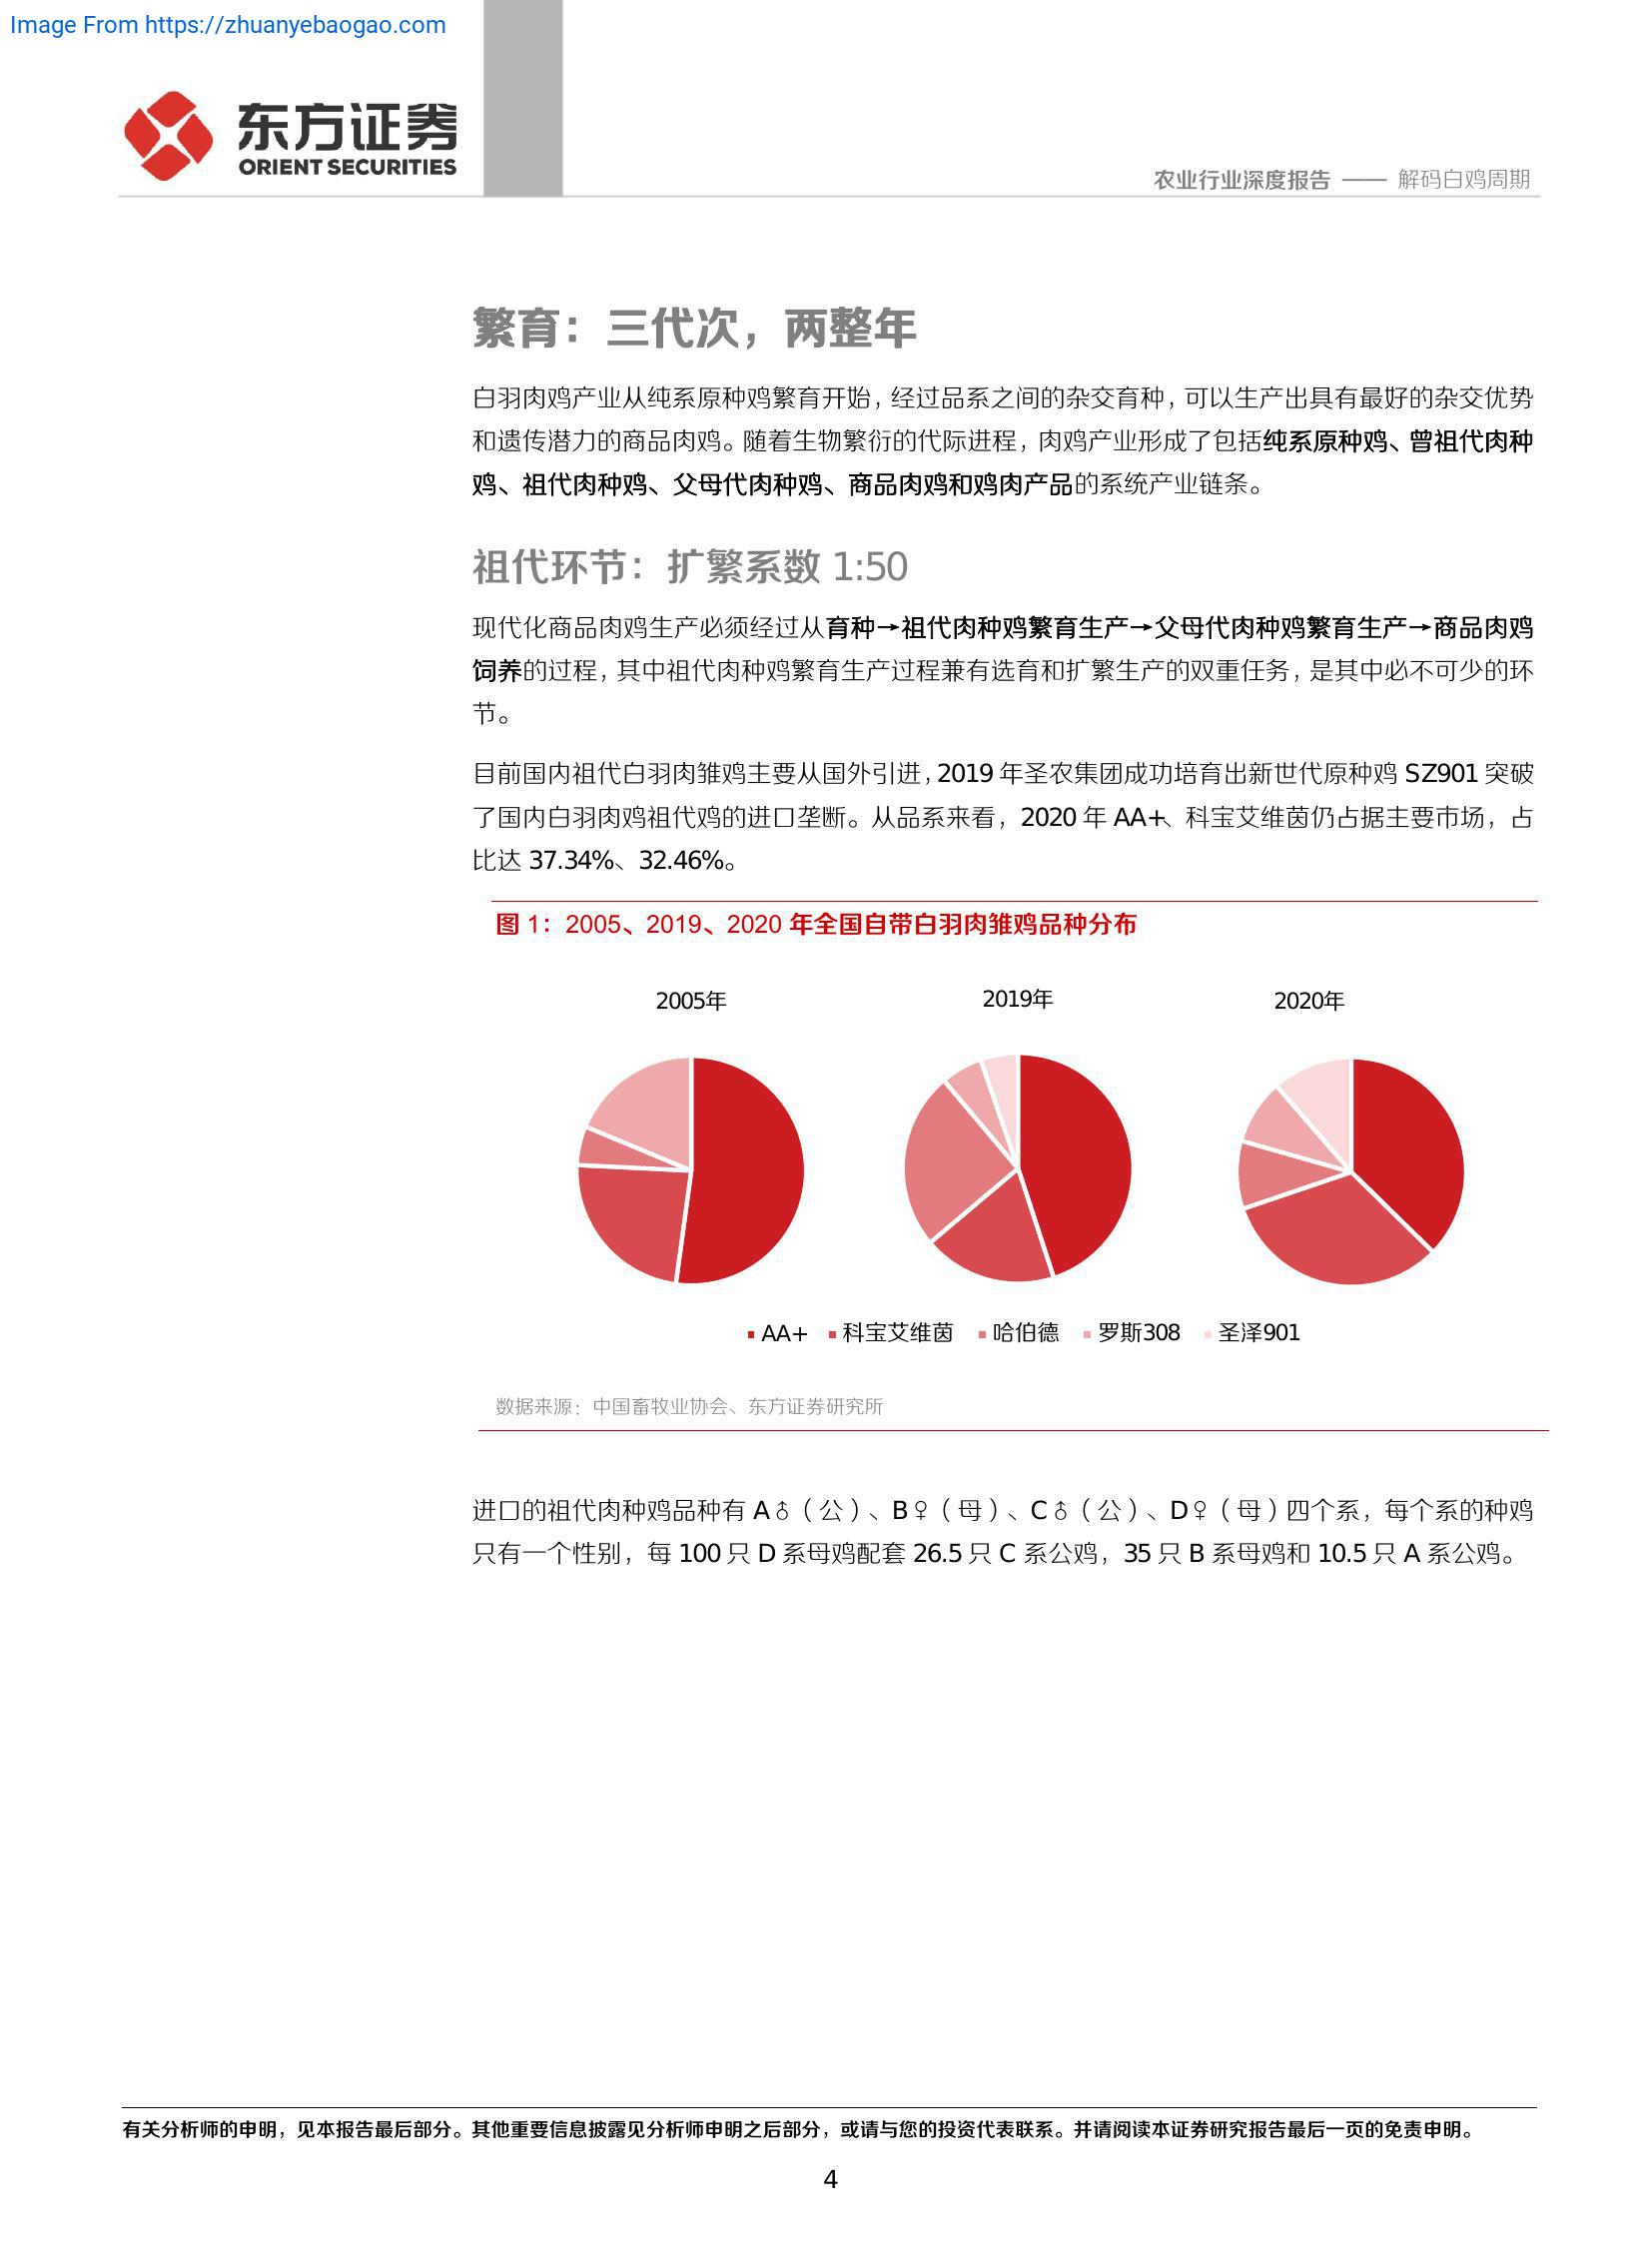 Image From https://zhuanyebaogao.com
东方证券
ORIENT SECURITIES
农业行业深度报告 —— 解码白鸡周期
繁育：三代次，两整年
白羽肉鸡产业从纯系原种鸡繁育开始，经过品系之间的杂交育种，可以生产出具有最好的杂交优势
和遗传潜力的商品肉鸡。随着生物繁衍的代际进程，肉鸡产业形成了包括纯系原种鸡、曾祖代肉种
鸡、祖代肉种鸡、父母代肉种鸡、商品肉鸡和鸡肉产品的系统产业链条。
祖代环节：扩繁系数 1:50
现代化商品肉鸡生产必须经过从育种→祖代肉种鸡繁育生产→父母代肉种鸡繁育生产→商品肉鸡
饲养的过程，其中祖代肉种鸡繁育生产过程兼有选育和扩繁生产的双重任务，是其中必不可少的环
节。
目前国内祖代白羽肉雏鸡主要从国外引进，2019 年圣农集团成功培育出新世代原种鸡 SZ901 突破
了国内白羽肉鸡祖代鸡的进口垄断。从品系来看，2020 年 AA+、科宝艾维茵仍占据主要市场，占
比达 37.34%、32.46%。
图 1：2005、2019、2020 年全国自带白羽肉雏鸡品种分布
2005年
2019年
2020年
AA+ 科宝艾维茵 哈伯德 罗斯308 圣泽901
数据来源：中国畜牧业协会、东方证券研究所
进口的祖代肉种鸡品种有 A♂（公）、B♀（母）、C♂（公）、D♀（母）四个系，每个系的种鸡
只有一个性别，每 100 只 D 系母鸡配套 26.5 只 C 系公鸡，35 只 B 系母鸡和 10.5 只 A 系公鸡。
有关分析师的申明，见本报告最后部分。其他重要信息披露见分析师申明之后部分，或请与您的投资代表联系。并请阅读本证券研究报告最后一页的免责申明。
4